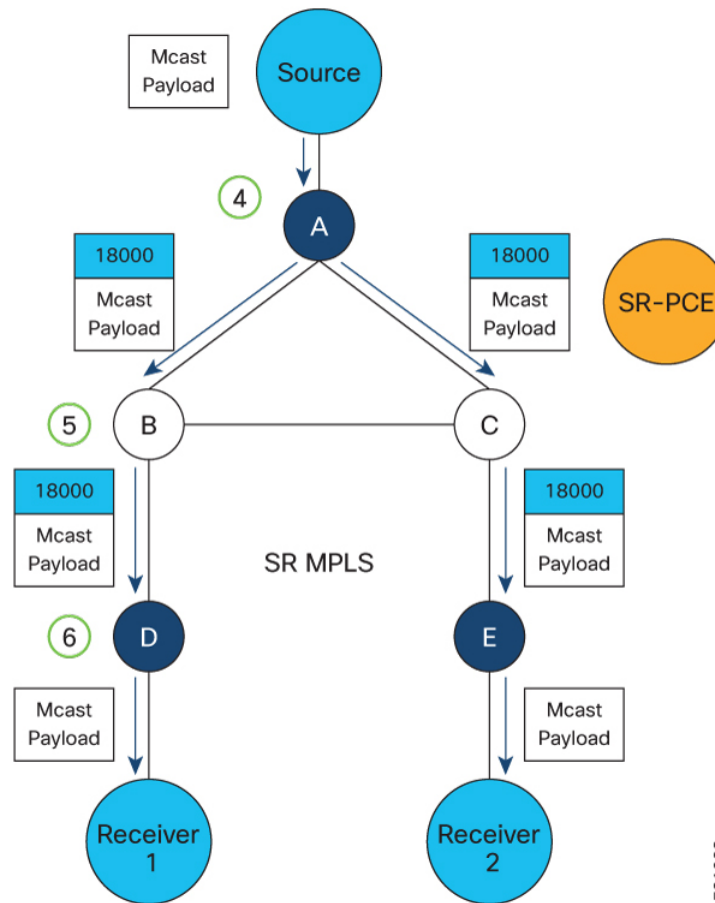 Mcast
Payload
Source
4
A
18000
Mcast
Payload
18000
Mcast
Payload
SR-PCE
5
B
C
18000
Mcast
Payload
SR MPLS
18000
Mcast
Payload
6
D
E
Mcast
Payload
Mcast
Payload
Receiver
1
Receiver
2